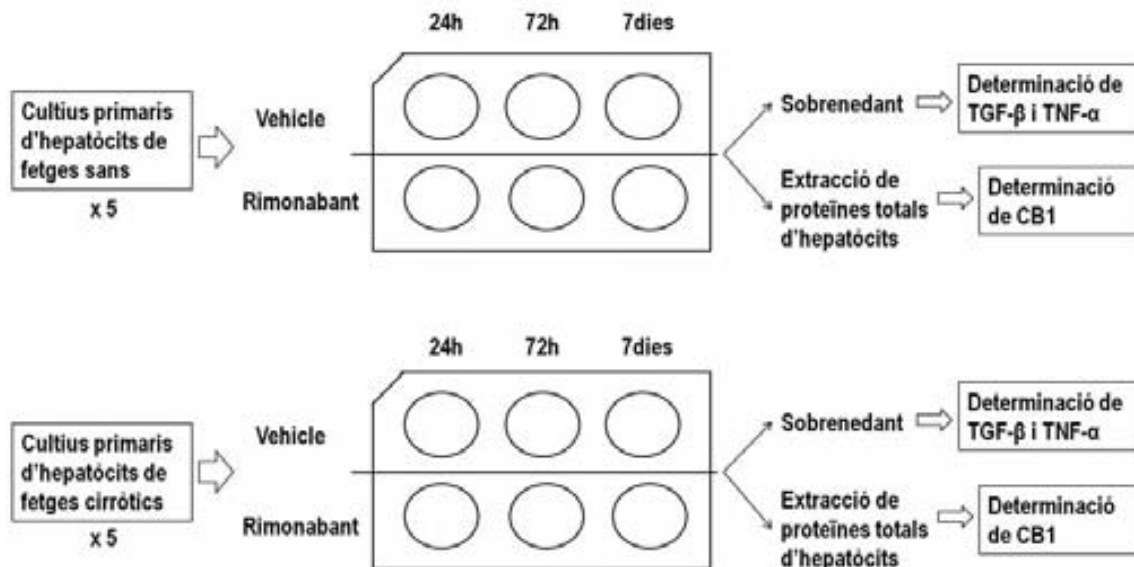 24h 72h 7dies
Cultius primaris
d'hepatòcits de
fetges sans
x 5
Vehicle
Rimonabant
Sobrenedant
Determinació de
TGF-β i TNF-α
Extracció de
proteïnes totals
d'hepatòcits
Determinació
de CB1
24h 72h 7dies
Cultius primaris
d'hepatòcits de
fetges cirròtics
x 5
Vehicle
Rimonabant
Sobrenedant
Determinació de
TGF-β i TNF-α
Extracció de
proteïnes totals
d'hepatòcits
Determinació
de CB1